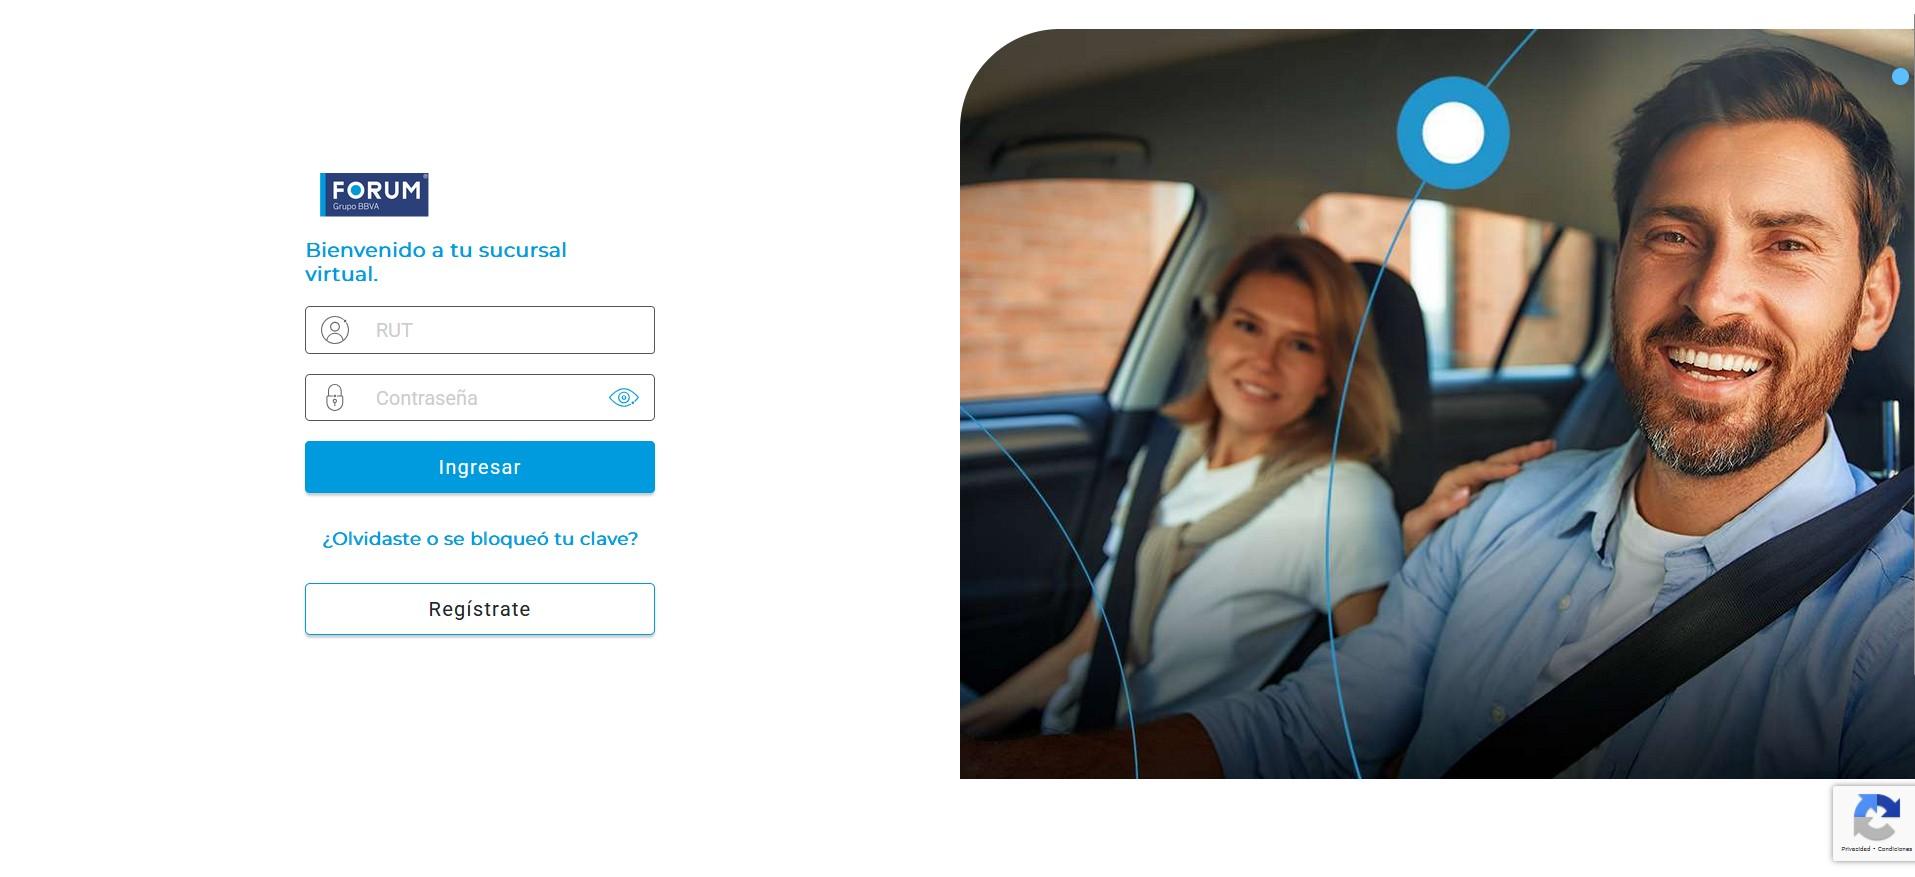 FORUM
Grupo BBVA
Bienvenido a tu sucursal
virtual.
RUT
Contraseña
Ingresar
¿Olvidaste o se bloqueó tu clave?
Regístrate
Privacidad - Condiciones